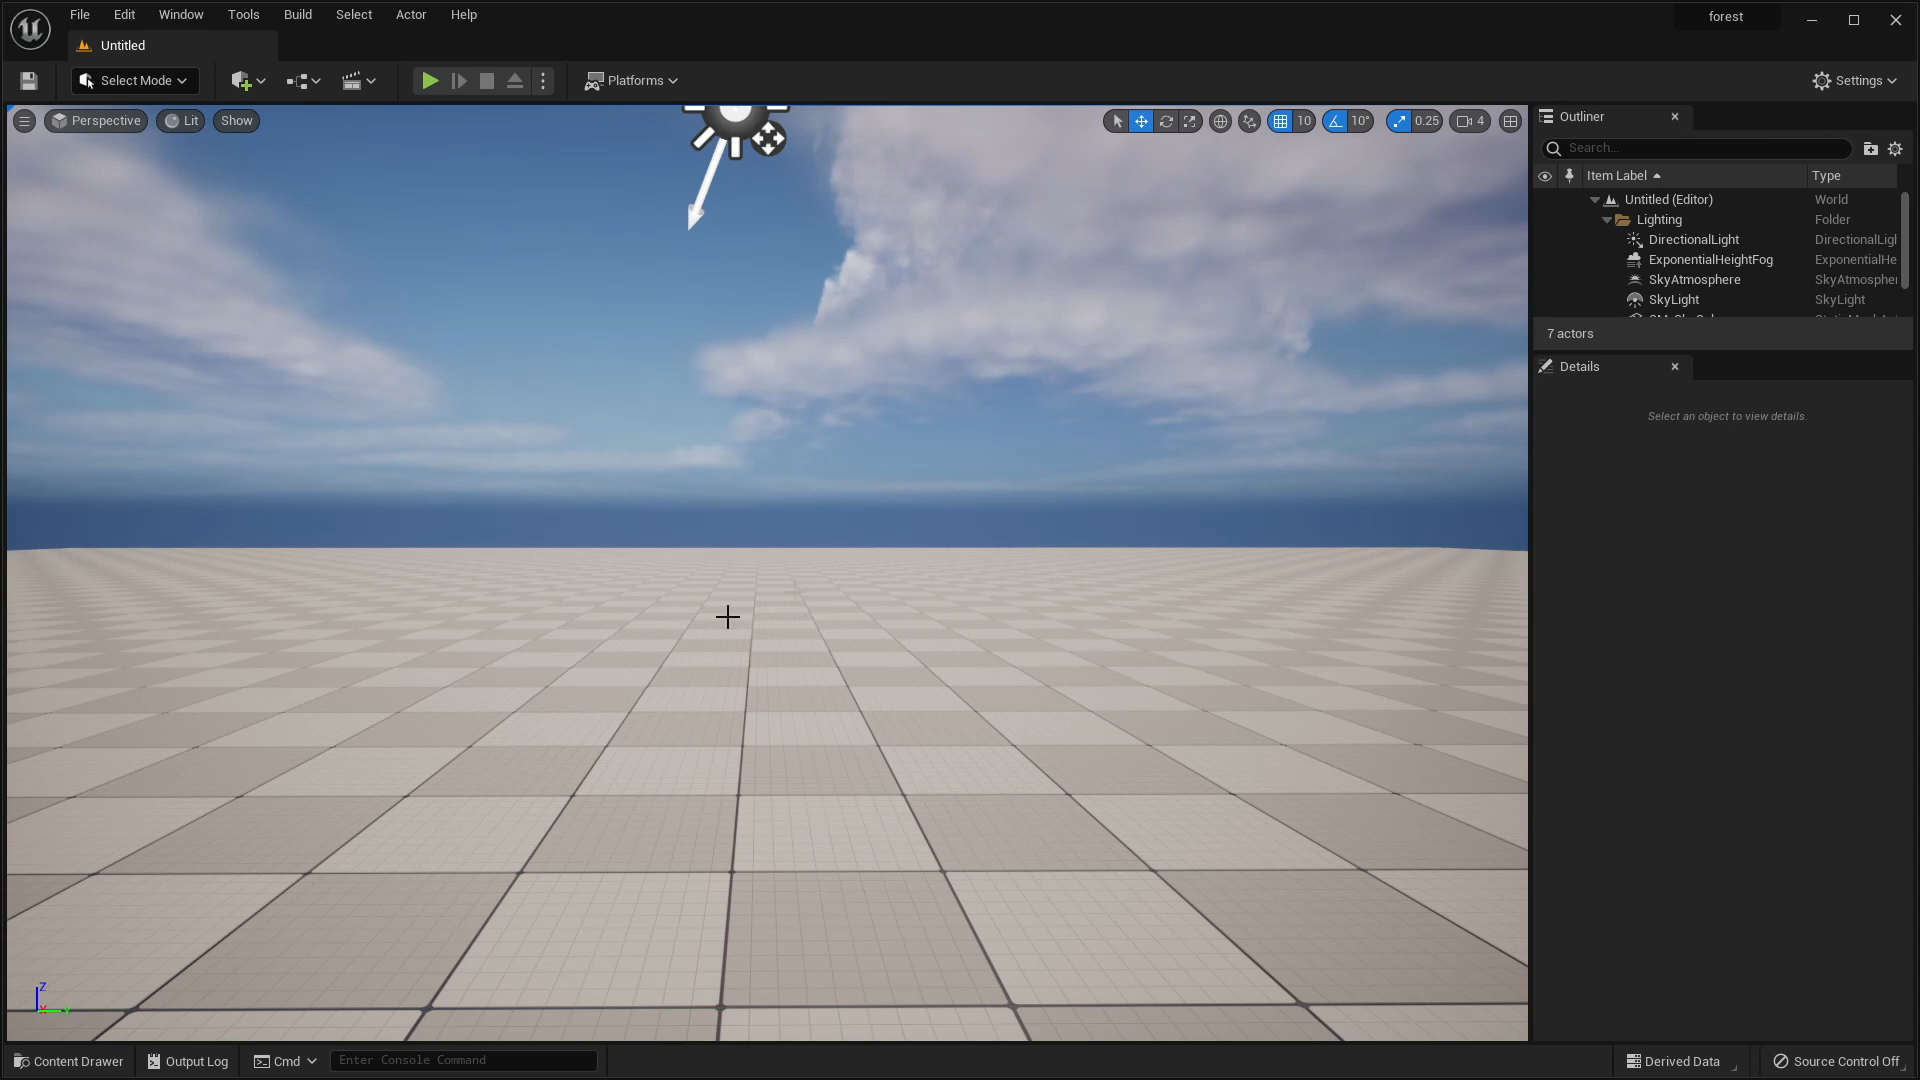 File Edit Window Tools Build Select Actor Help
forest
Untitled
Select Mode
Platforms
Settings
Perspective Lit Show
10 10° 0.25 4
Outliner
Search...
Item Label Type
Untitled (Editor) World
Lighting Folder
DirectionalLight DirectionalLigh
ExponentialHeightFog ExponentialHe
SkyAtmosphere SkyAtmospher
SkyLight SkyLight
7 actors
Details
Select an object to view details.
Z
Content Drawer Output Log Cmd Enter Console Command
Derived Data Source Control Off